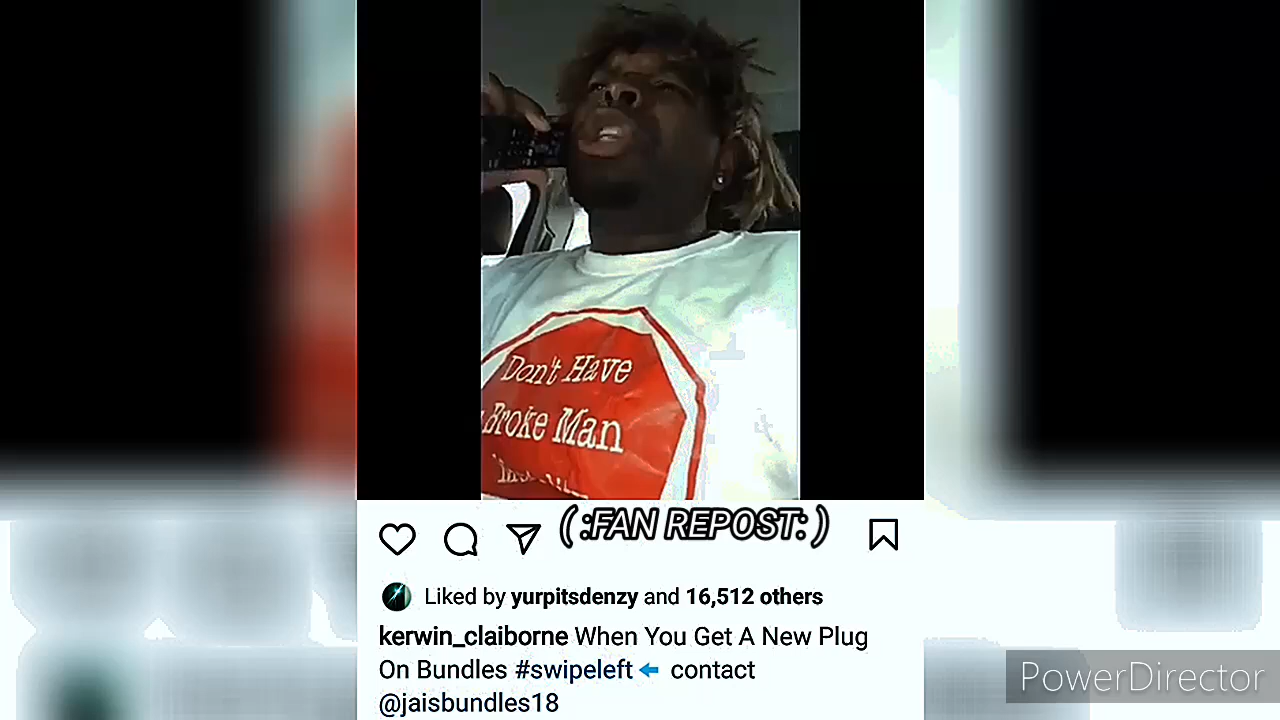 Don't Have
Broke Man
(:FAN REPOST:)
Liked by yurpitsdenzy and 16,512 others
kerwin_claiborne When You Get A New Plug
On Bundles #swipeleft contact
@jaisbundles18
PowerDirector